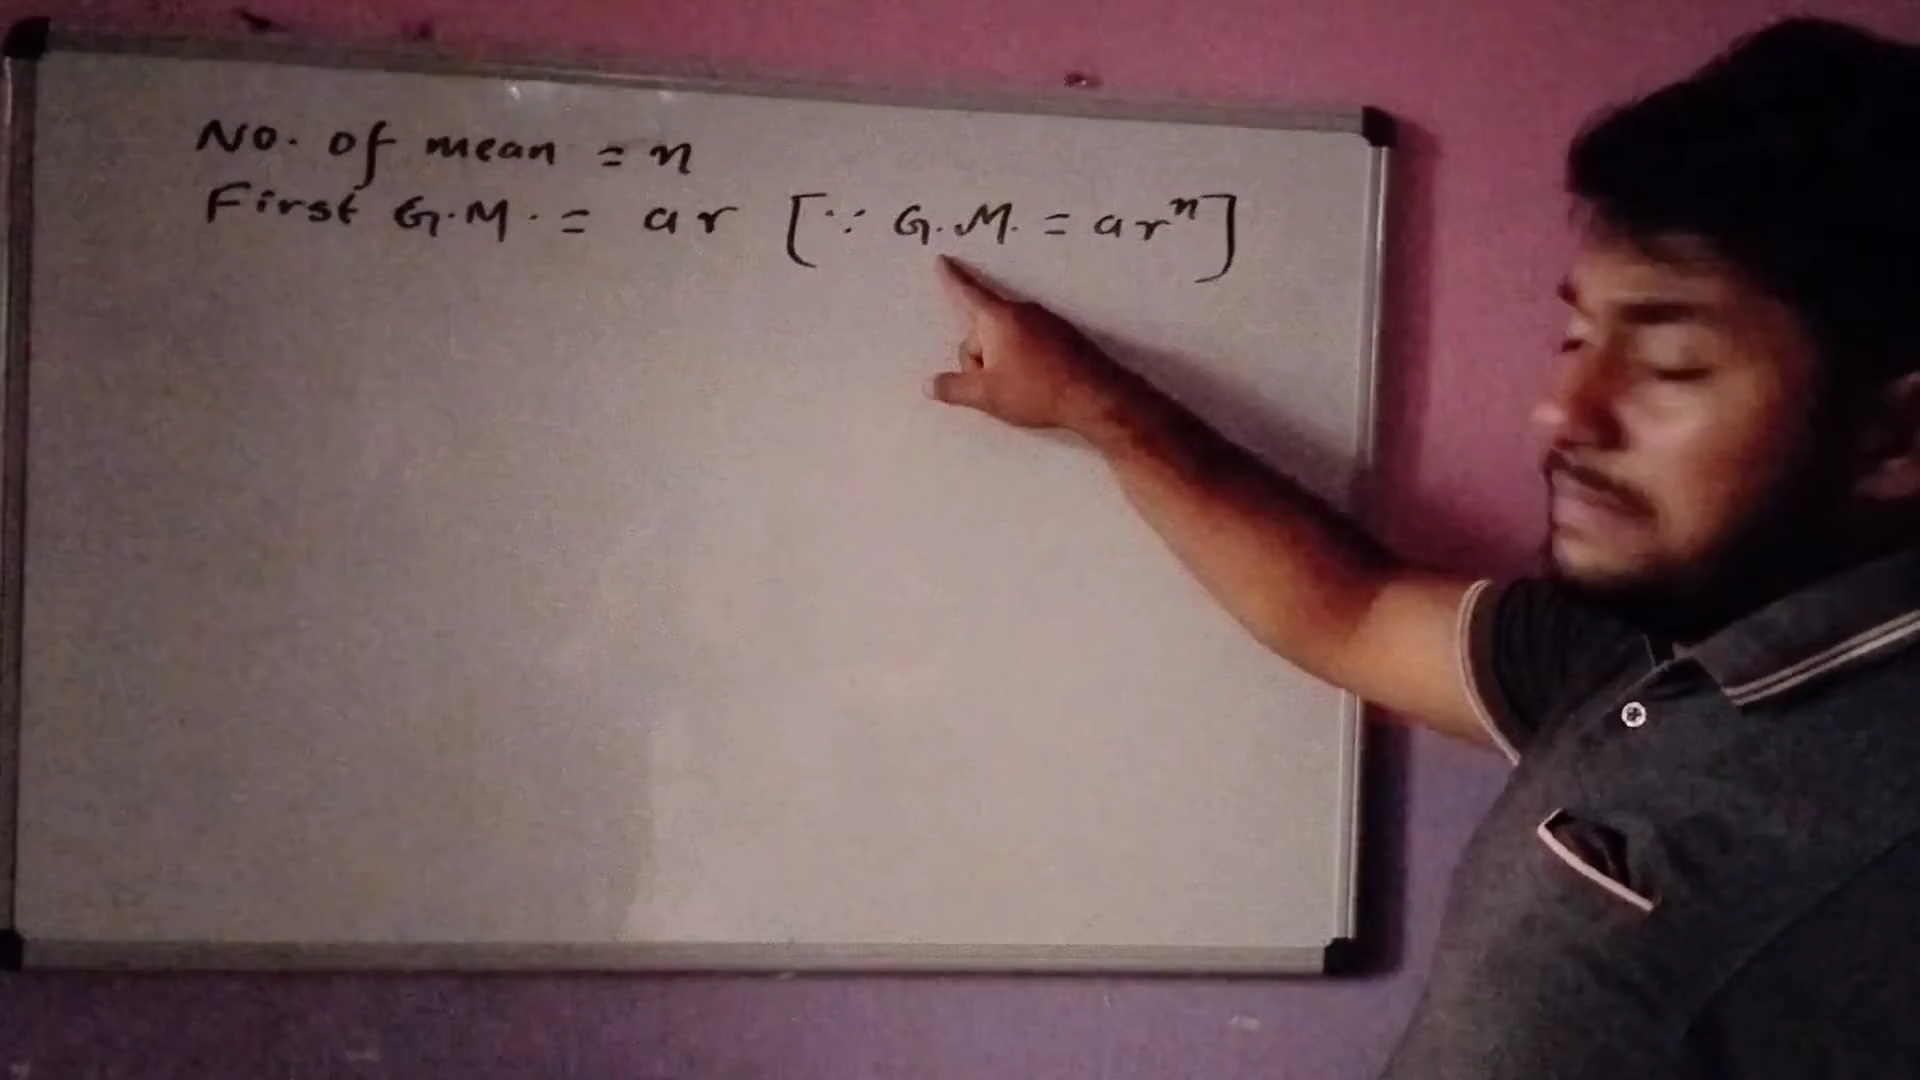 No. of mean = n
First G.M. = ar [∵ G.M. = arⁿ]